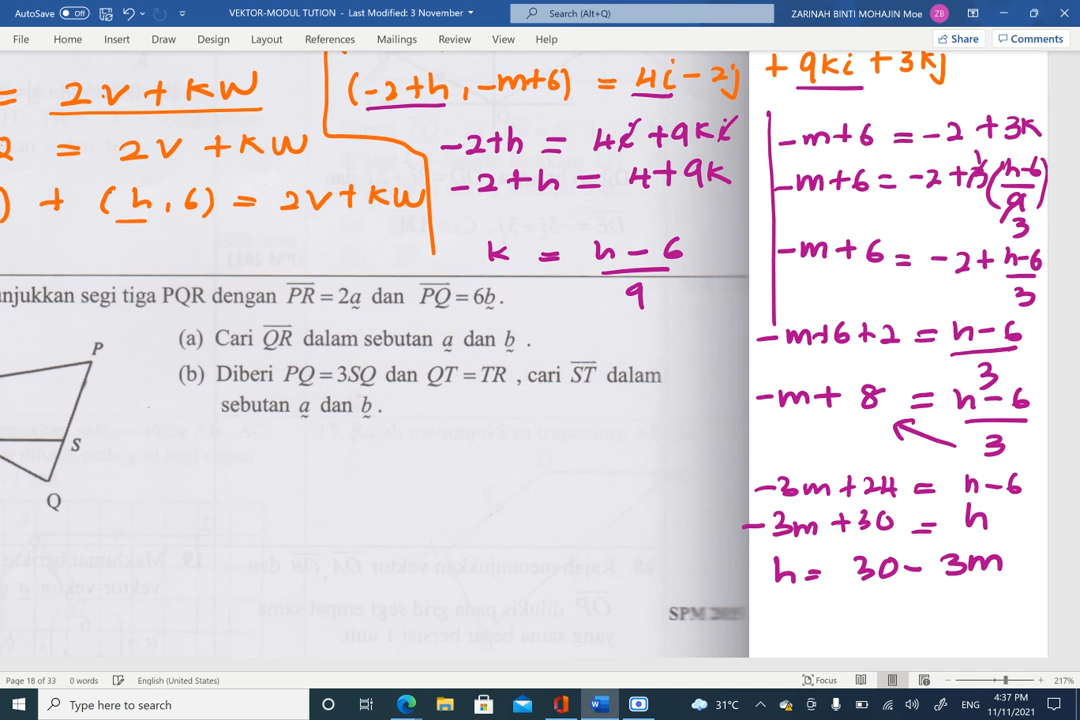 AutoSave Off VEKTOR-MODUL TUTION - Last Modified: 3 November Search (Alt+Q) ZARINAH BINTI MOHAJIN Moe ZB
File Home Insert Draw Design Layout References Mailings Review View Help Share Comments
= 2v + kw
2 = 2v + kw
) + (h, 6) = 2v + kw
(-2+h, -m+6) = 4i - 2j + 9ki + 3kj
-2+h = 4i + 9ki
-2+h = 4 + 9k
k = h-6/9
-m+6 = -2 + 3k
-m+6 = -2 + 3(h-6/9)
-m+6 = -2 + h-6/3
-m+6+2 = h-6/3
-m+8 = h-6/3
-3m+24 = h-6
-3m+30 = h
h = 30-3m
unjukkan segi tiga PQR dengan PR = 2a dan PQ = 6b.
(a) Cari QR dalam sebutan a dan b .
(b) Diberi PQ = 3SQ dan QT = TR , cari ST dalam
sebutan a dan b .
P
S
Q
SPM
Page 18 of 33 0 words English (United States) Focus 217%
Type here to search 31°C ENG 4:37 PM
11/11/2021